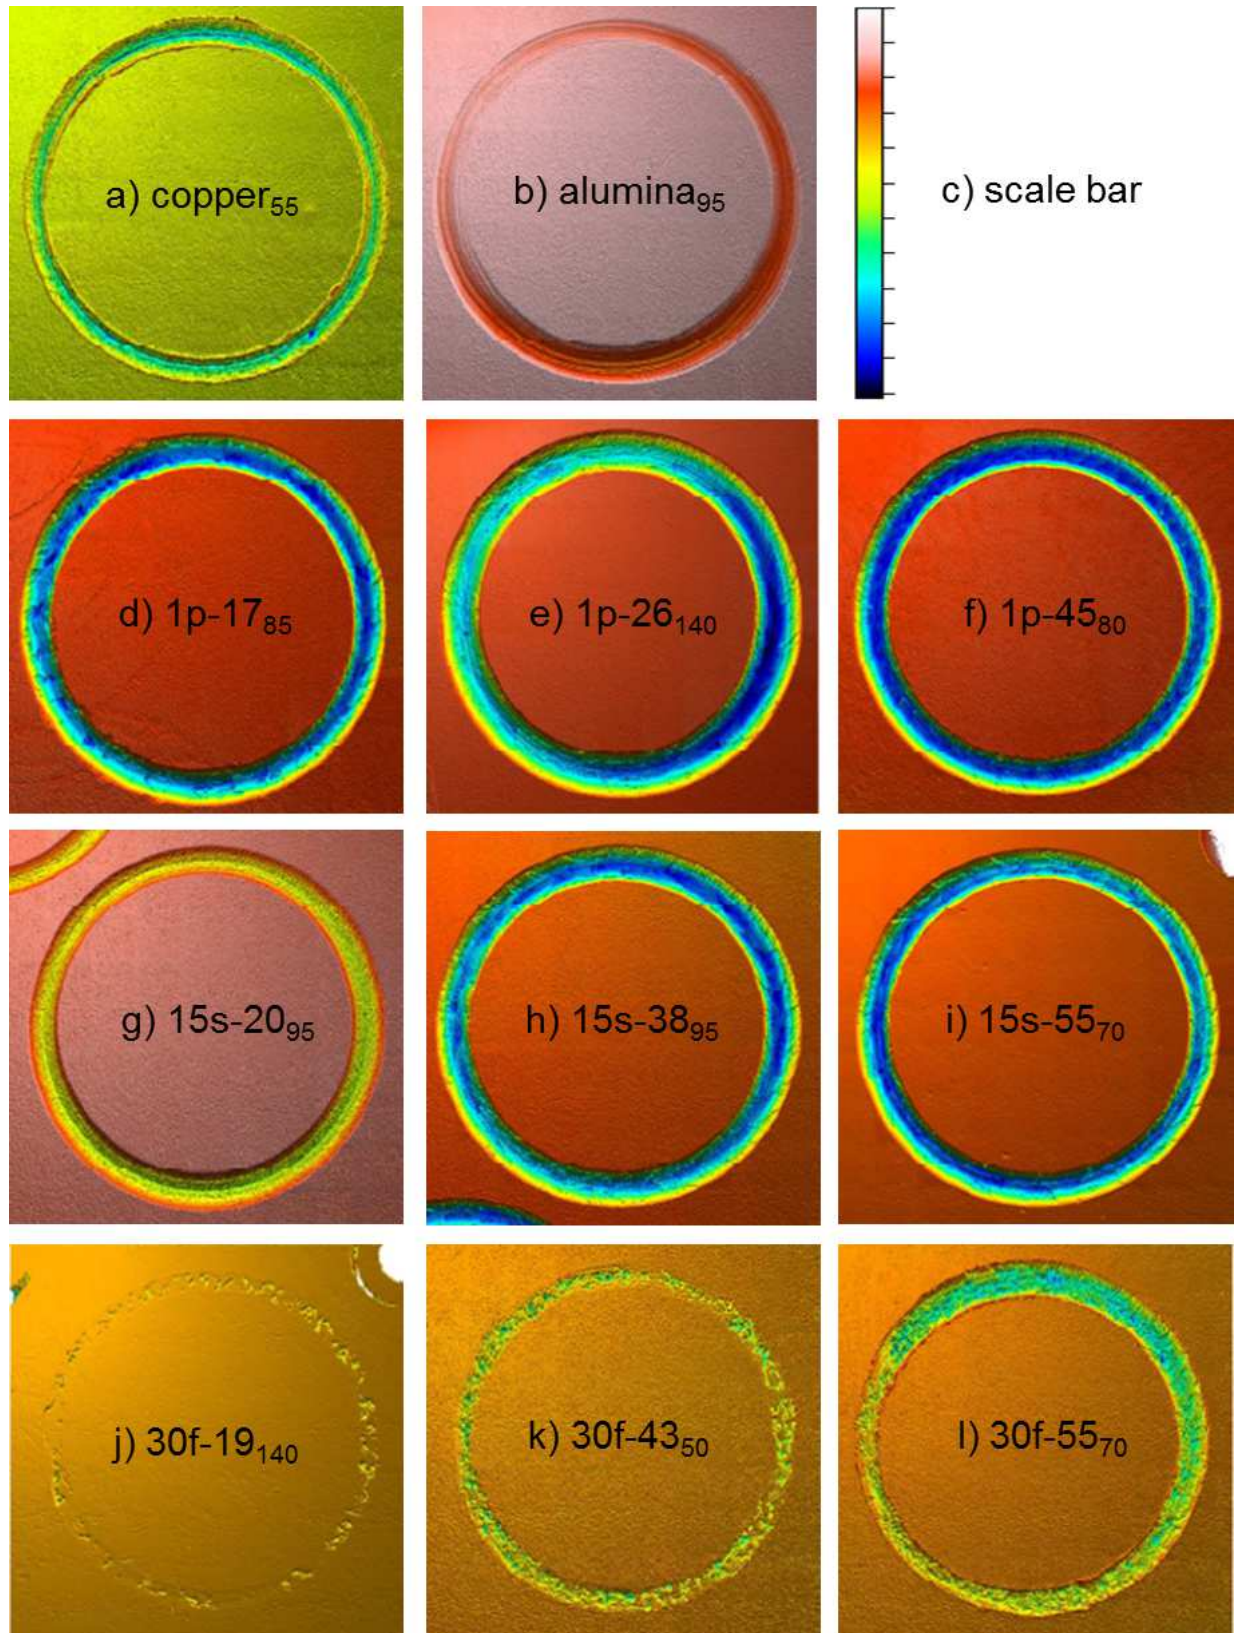 a) copper₅₅
b) alumina₉₅
c) scale bar
d) 1p-17₈₅
e) 1p-26₁₄₀
f) 1p-45₈₀
g) 15s-20₉₅
h) 15s-38₉₅
i) 15s-55₇₀
j) 30f-19₁₄₀
k) 30f-43₅₀
l) 30f-55₇₀